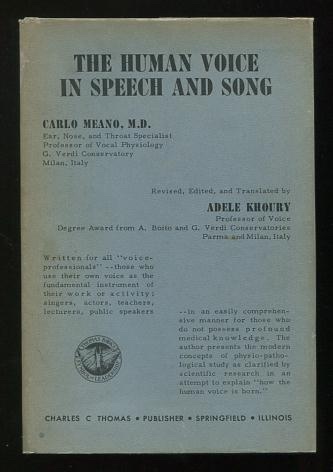 THE HUMAN VOICE
IN SPEECH AND SONG
CARLO MEANO, M.D.
Ear, Nose, and Throat Specialist
Professor of Vocal Physiology
G. Verdi Conservatory
Milan, Italy
Revised, Edited, and Translated by
ADELE KHOURY
Professor of Voice
Degree Award from A. Boito and G. Verdi Conservatories
Parma and Milan, Italy
Written for all "voice-
professionals" --those who
use their own voice as the
fundamental instrument of
their work or activity;
singers, actors, teachers,
lecturers, public speakers
--in an easily comprehen-
sive manner for those who
do not possess profound
medical knowledge. The
author presents the modern
concepts of physio-patho-
logical study as clarified by
scientific research in an
attempt to explain "how the
human voice is born."
CHARLES C THOMAS • PUBLISHER • SPRINGFIELD • ILLINOIS